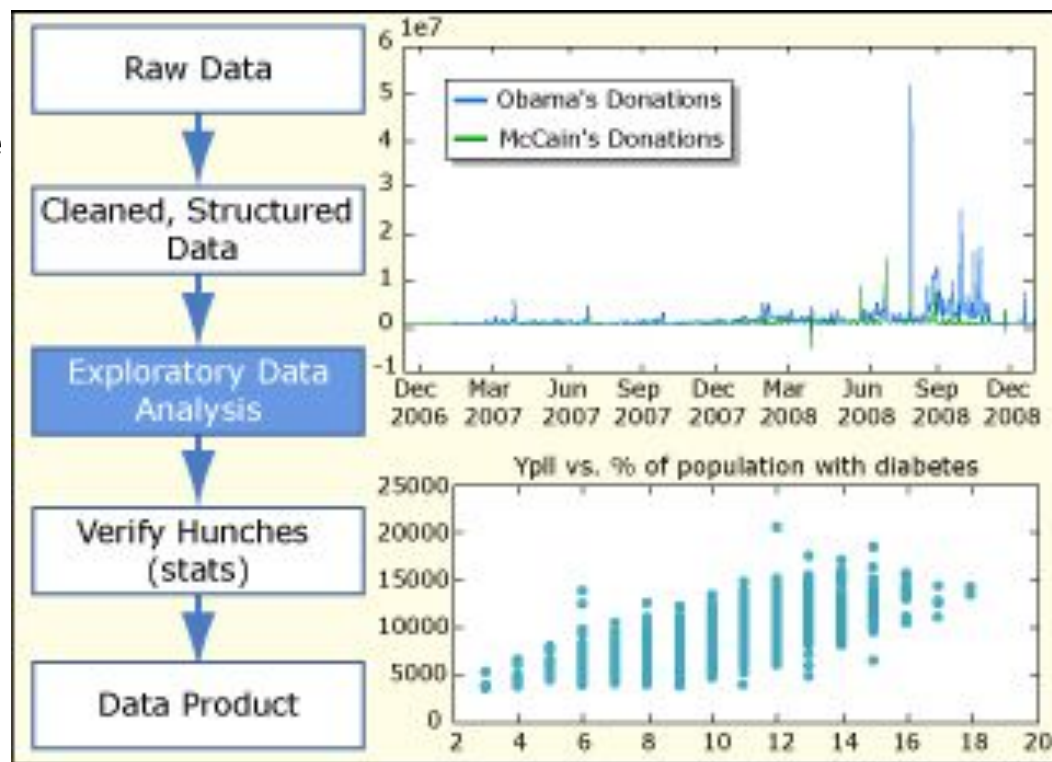 Raw Data
Cleaned, Structured
Data
Exploratory Data
Analysis
Verify Hunches
(stats)
Data Product
1e7
6
5
4
3
2
1
0
-1
Obama's Donations
McCain's Donations
Dec Mar Jun Sep Dec Mar Jun Sep Dec
2006 2007 2007 2007 2007 2008 2008 2008 2008
Ypll vs. % of population with diabetes
25000
20000
15000
10000
5000
0
2 4 6 8 10 12 14 16 18 20